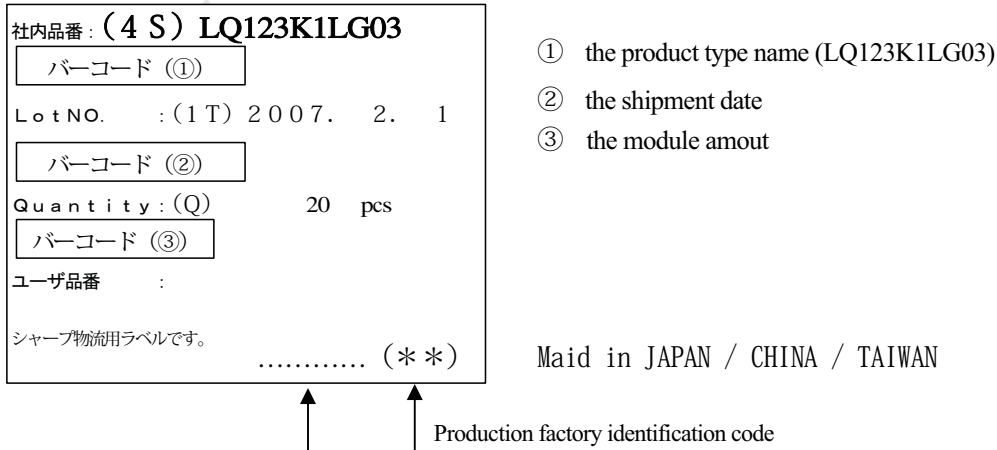 社内品番：(4S) LQ123K1LG03
バーコード (①)
LotNO. :(1T) 2007. 2. 1
バーコード (②)
Quantity:(Q) 20 pcs
バーコード (③)
ユーザ品番 :
シャープ物流用ラベルです。
………… (＊＊)
① the product type name (LQ123K1LG03)
② the shipment date
③ the module amout
Maid in JAPAN / CHINA / TAIWAN
Production factory identification code